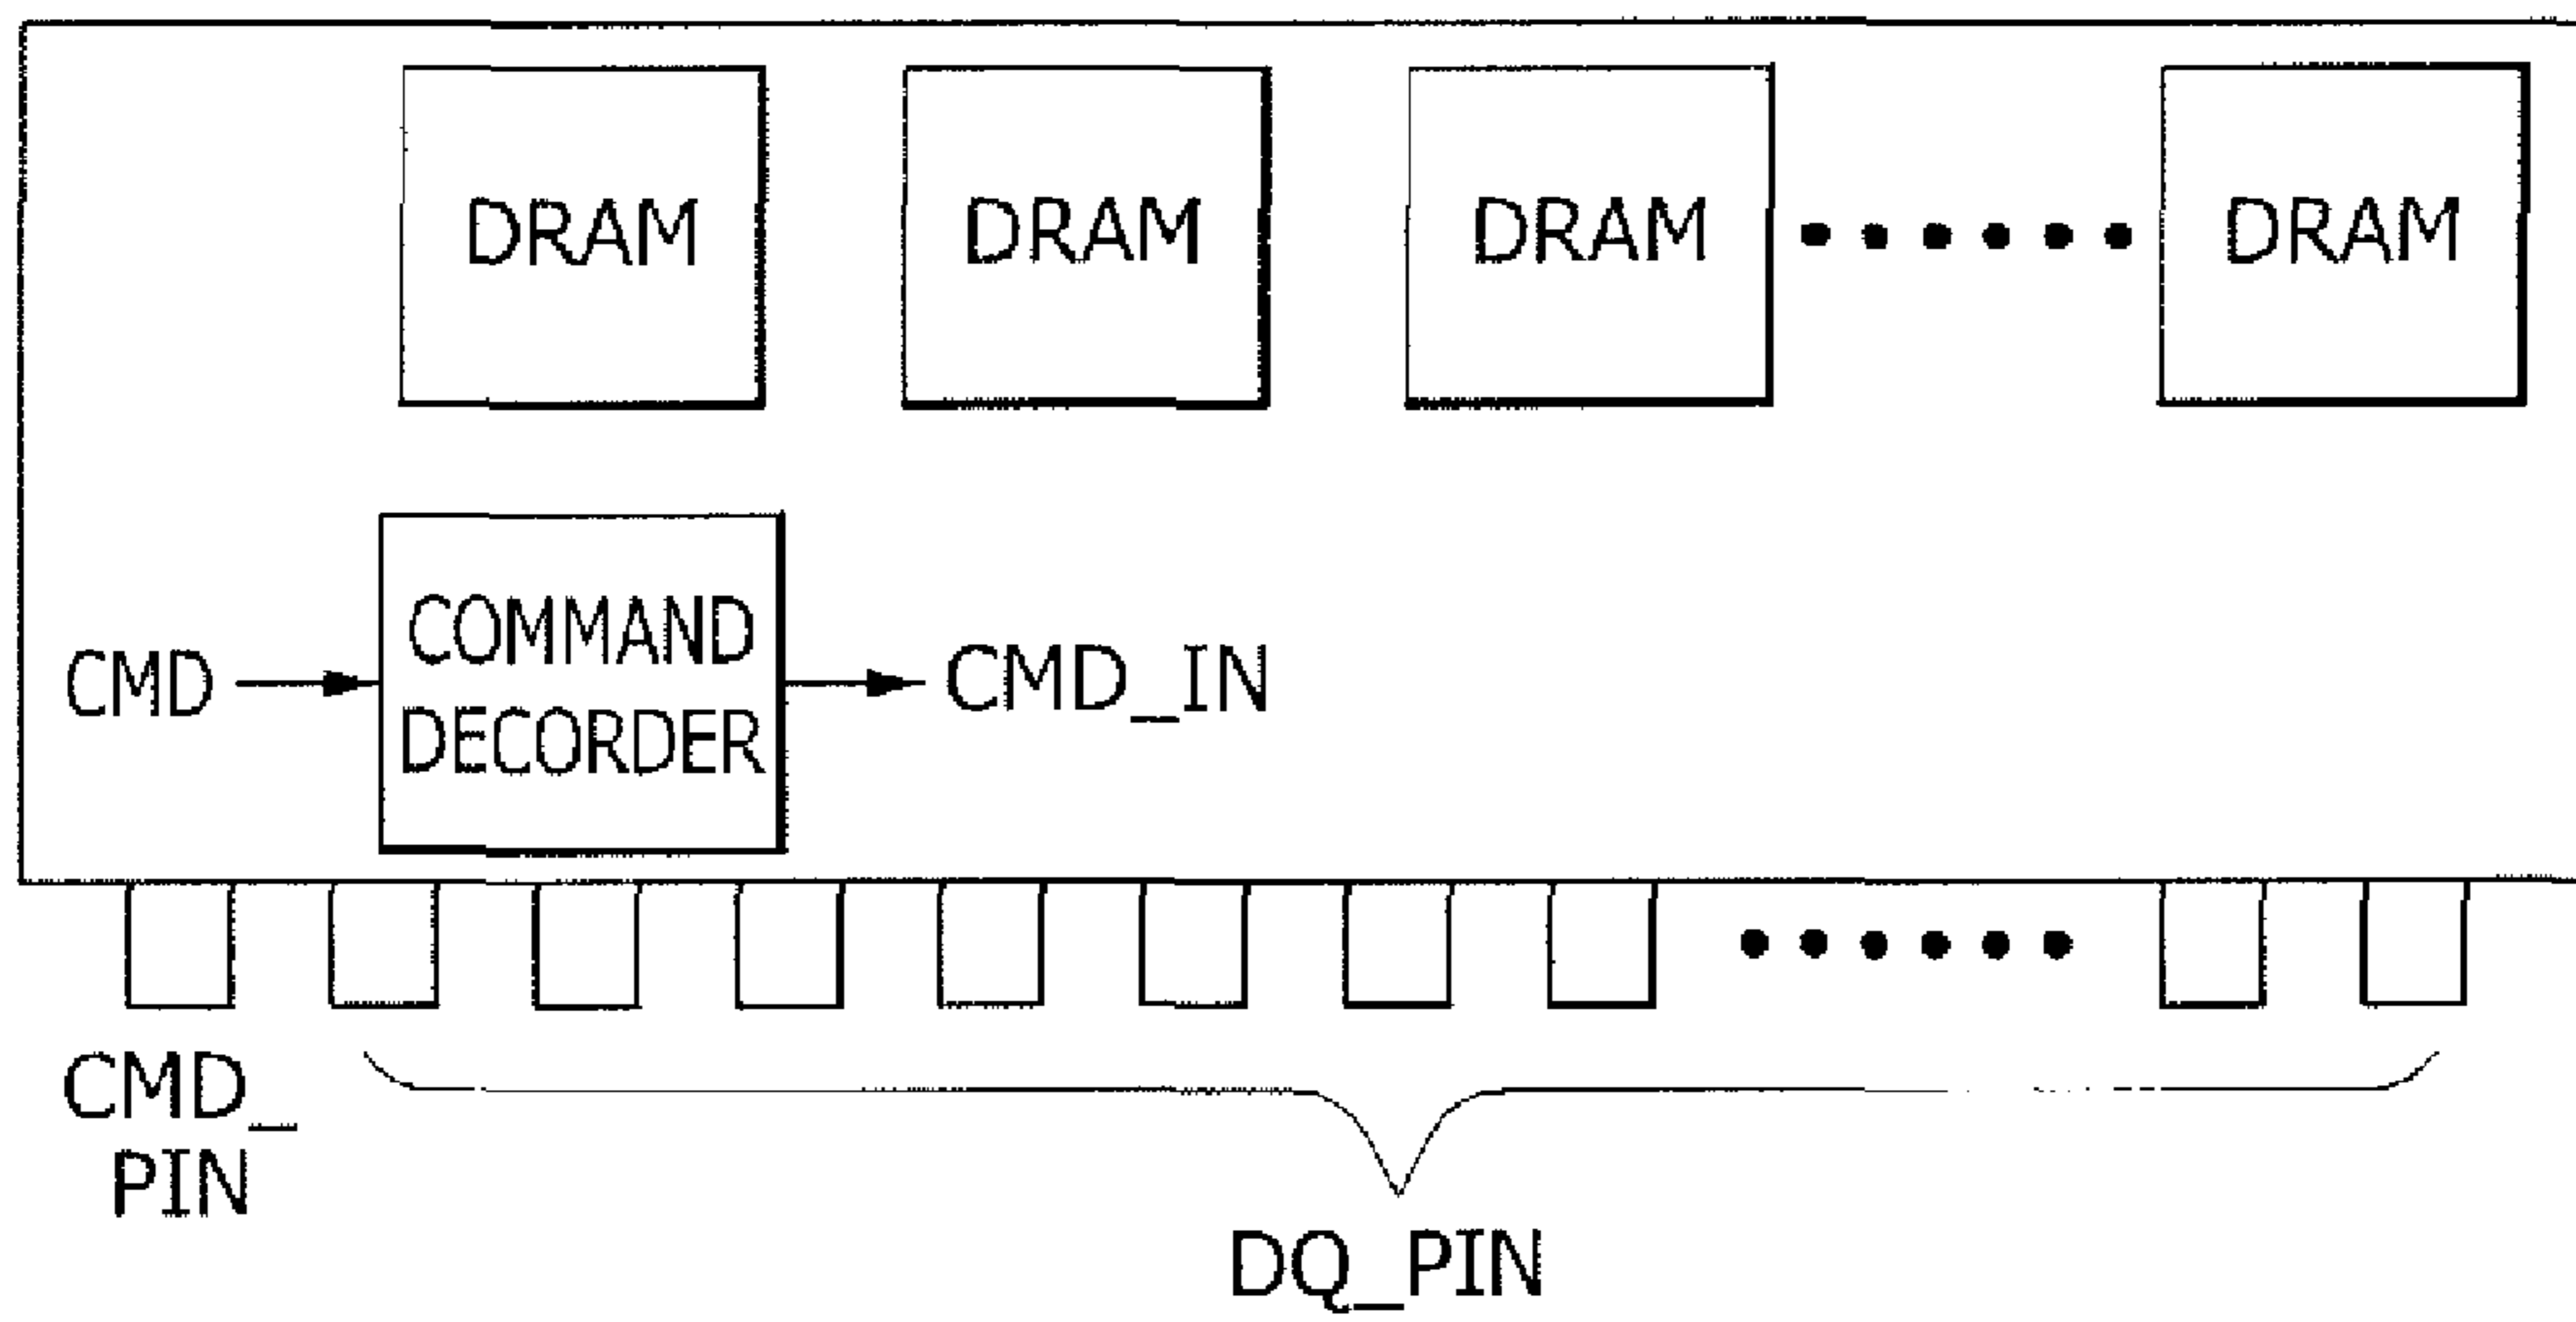 DRAM DRAM DRAM DRAM
COMMAND
CMD CMD_IN
DECORDER
CMD_
PIN
DQ_PIN